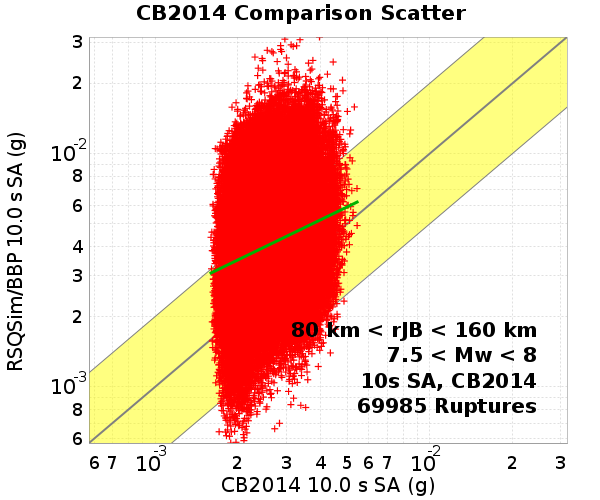 CB2014 Comparison Scatter
RSQSim/BBP 10.0 s SA (g)
3
2
10-2
8
6
4
3
2
10-3
8
6
80 km < rJB < 160 km
7.5 < Mw < 8
10s SA, CB2014
69985 Ruptures
6 7 10-3 2 3 4 5 6 7 10-2 2 3
CB2014 10.0 s SA (g)